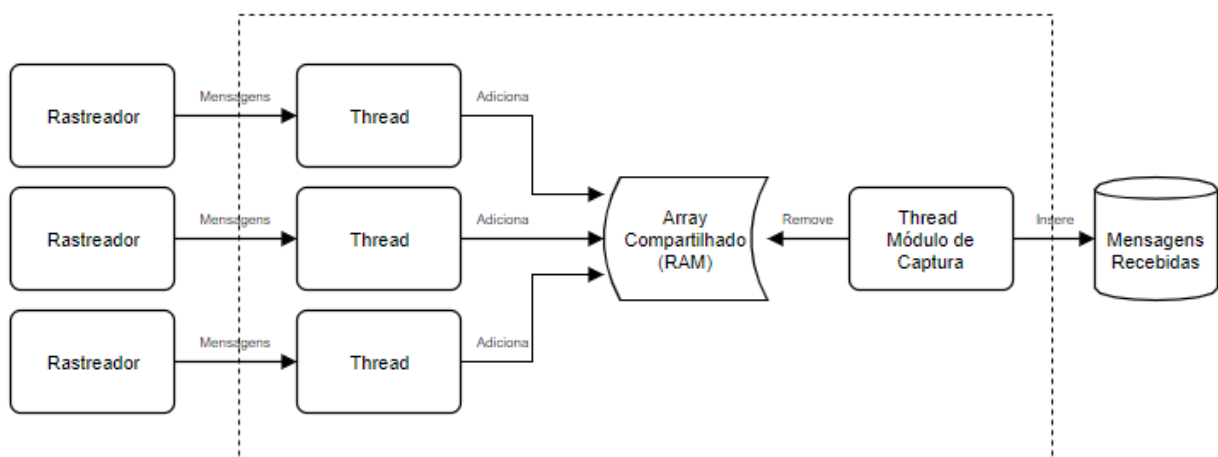 Rastreador
Mensagens
Thread
Adiciona
Rastreador
Mensagens
Thread
Adiciona
Array
Compartilhado
(RAM)
Remove
Thread
Módulo de
Captura
Insere
Mensagens
Recebidas
Rastreador
Mensagens
Thread
Adiciona